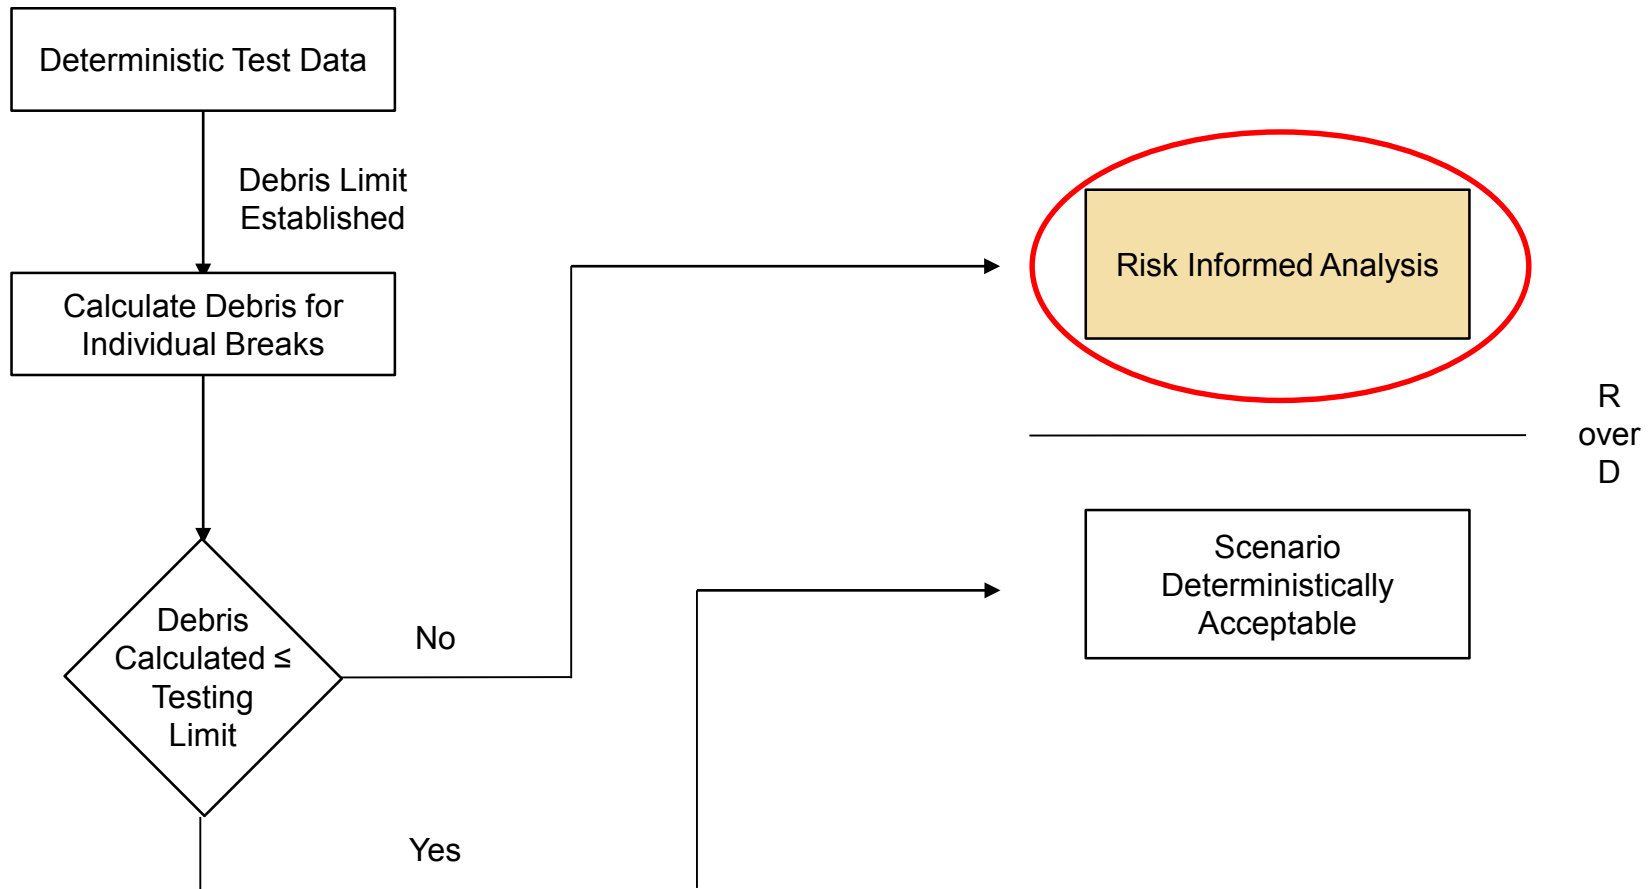 Deterministic Test Data
Debris Limit
Established
Calculate Debris for
Individual Breaks
Debris
Calculated ≤
Testing
Limit
No
Yes
Risk Informed Analysis
R
over
D
Scenario
Deterministically
Acceptable